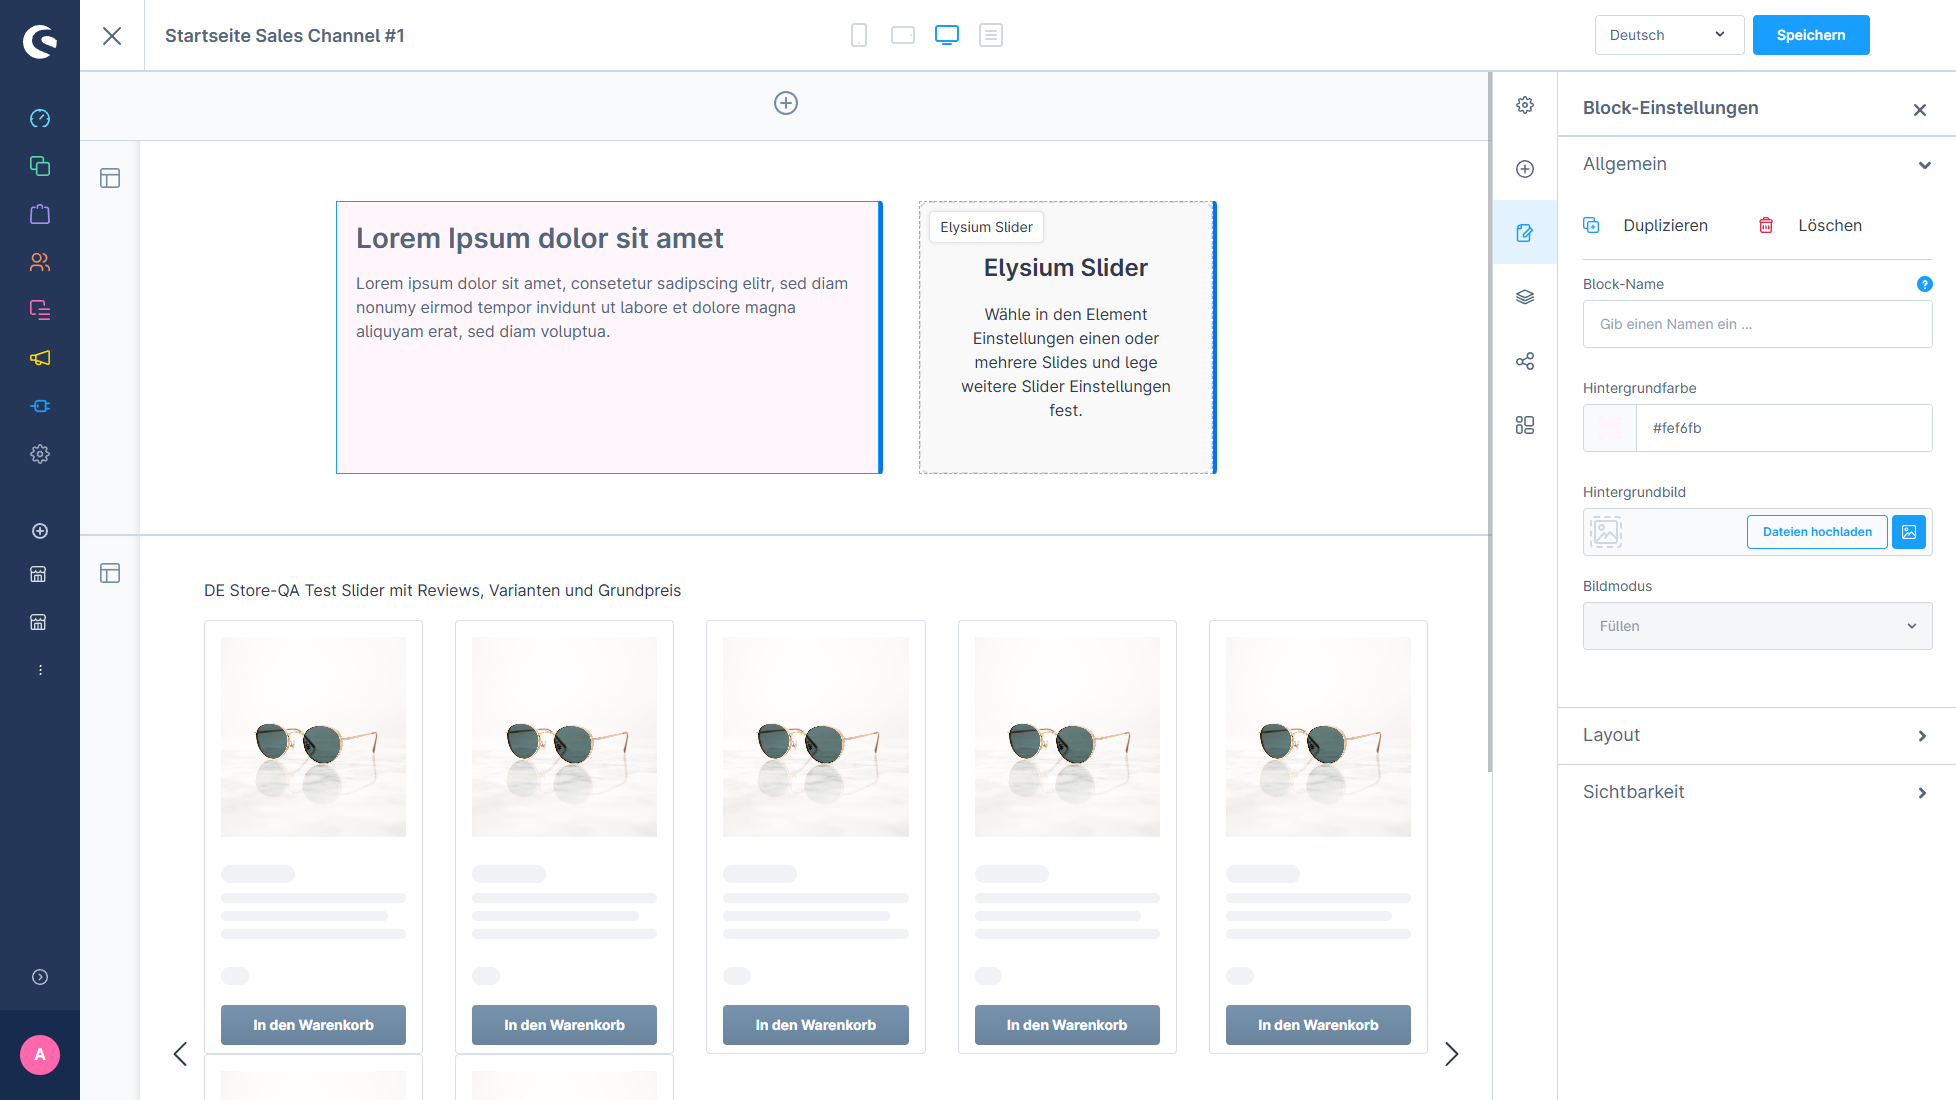 Startseite Sales Channel #1
Deutsch
Speichern
Lorem Ipsum dolor sit amet
Lorem ipsum dolor sit amet, consetetur sadipscing elitr, sed diam
nonumy eirmod tempor invidunt ut labore et dolore magna
aliquyam erat, sed diam voluptua.
Elysium Slider
Elysium Slider
Wähle in den Element
Einstellungen einen oder
mehrere Slides und lege
weitere Slider Einstellungen
fest.
DE Store-QA Test Slider mit Reviews, Varianten und Grundpreis
In den Warenkorb
In den Warenkorb
In den Warenkorb
In den Warenkorb
In den Warenkorb
A
Block-Einstellungen
Allgemein
Duplizieren
Löschen
Block-Name
?
Gib einen Namen ein ...
Hintergrundfarbe
#fef6fb
Hintergrundbild
Dateien hochladen
Bildmodus
Füllen
Layout
Sichtbarkeit